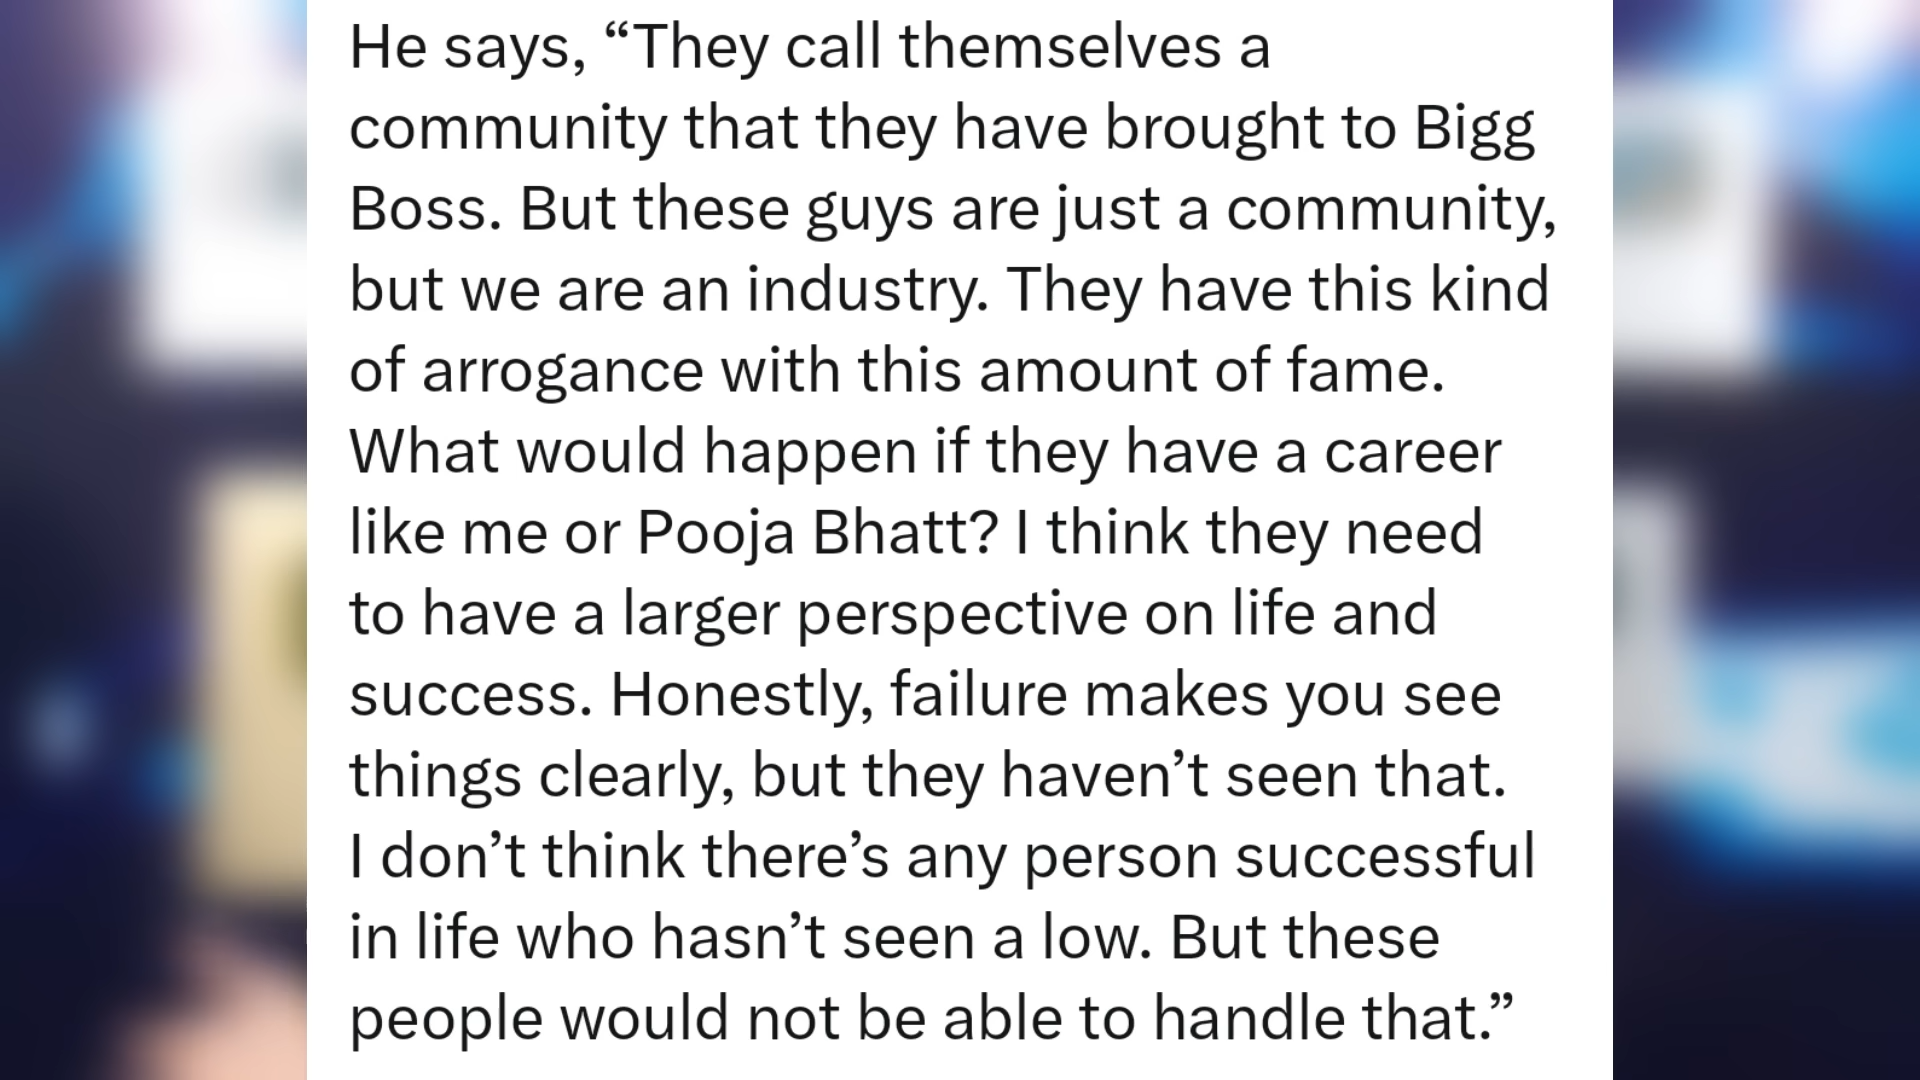 He says, “They call themselves a
community that they have brought to Bigg
Boss. But these guys are just a community,
but we are an industry. They have this kind
of arrogance with this amount of fame.
What would happen if they have a career
like me or Pooja Bhatt? I think they need
to have a larger perspective on life and
success. Honestly, failure makes you see
things clearly, but they haven’t seen that.
I don’t think there’s any person successful
in life who hasn’t seen a low. But these
people would not be able to handle that.”